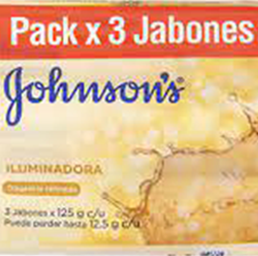 Pack x 3 Jabones
Johnson's®
ILUMINADORA
3 Jabones x 125 g c/u
Puede perder hasta 12,5 g c/u